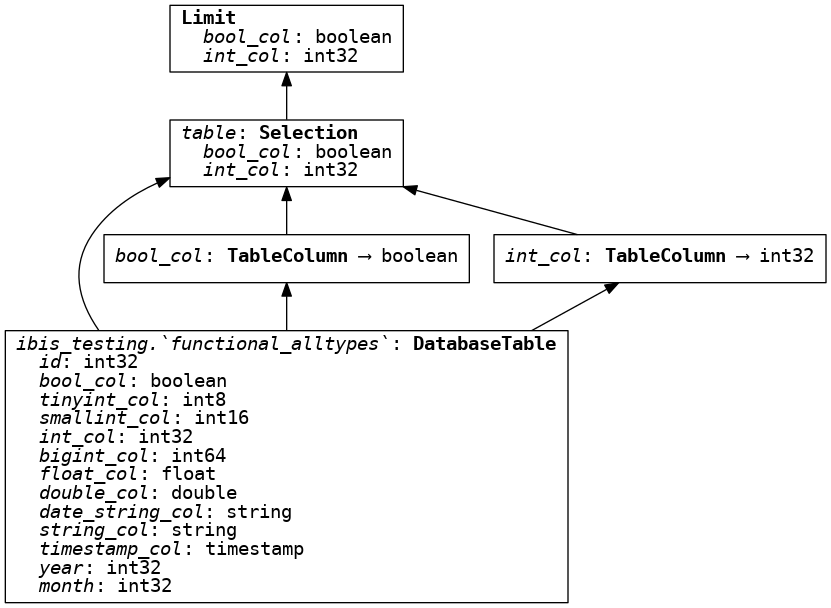 Limit
bool_col: boolean
int_col: int32
table: Selection
bool_col: boolean
int_col: int32
bool_col: TableColumn → boolean
int_col: TableColumn → int32
ibis_testing.`functional_alltypes`: DatabaseTable
id: int32
bool_col: boolean
tinyint_col: int8
smallint_col: int16
int_col: int32
bigint_col: int64
float_col: float
double_col: double
date_string_col: string
string_col: string
timestamp_col: timestamp
year: int32
month: int32